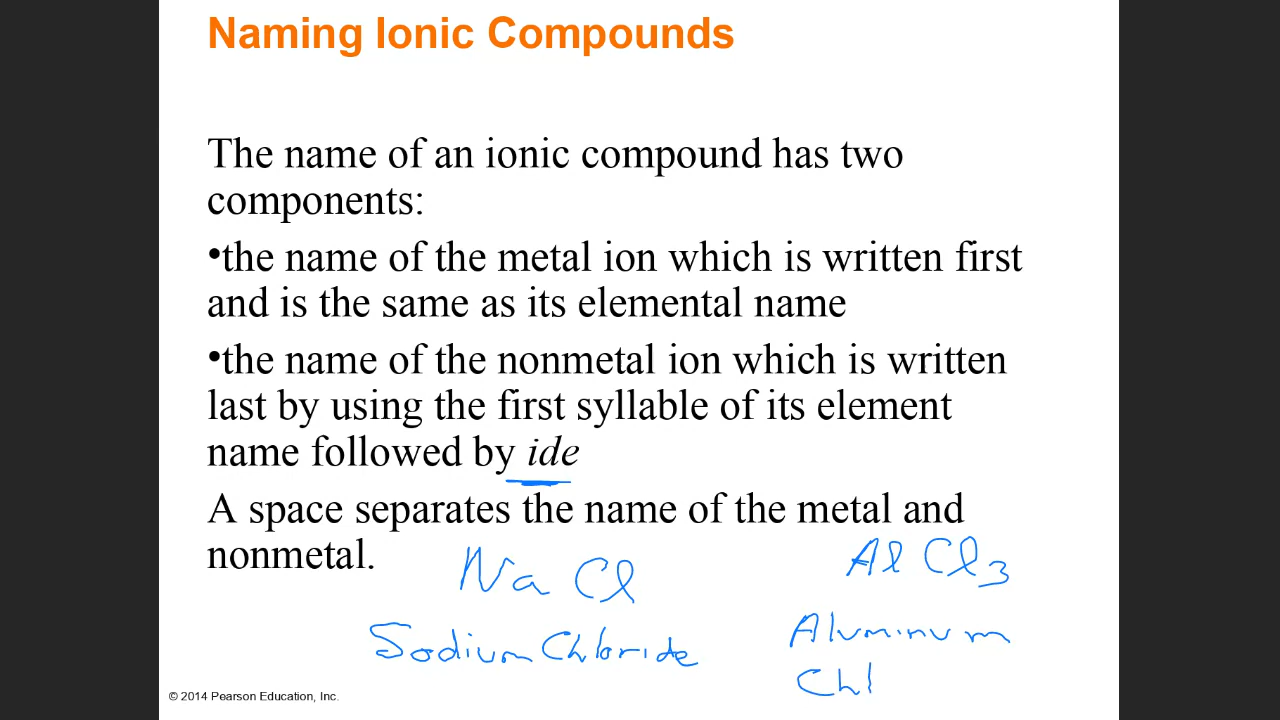 Naming Ionic Compounds
The name of an ionic compound has two
components:
•the name of the metal ion which is written first
and is the same as its elemental name
•the name of the nonmetal ion which is written
last by using the first syllable of its element
name followed by ide
A space separates the name of the metal and
nonmetal.
NaCl
AlCl3
Sodium Chloride
Aluminum
Chl
© 2014 Pearson Education, Inc.